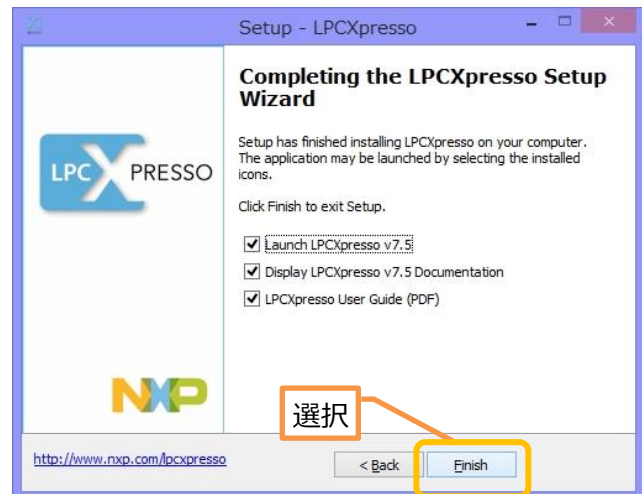 Setup - LPCXpresso
Completing the LPCXpresso Setup
Wizard
Setup has finished installing LPCXpresso on your computer.
The application may be launched by selecting the installed
icons.
Click Finish to exit Setup.
Launch LPCXpresso v7.5
Display LPCXpresso v7.5 Documentation
LPCXpresso User Guide (PDF)
LPC XPRESSO
NXP
選択
http://www.nxp.com/lpcxpresso
< Back
Finish